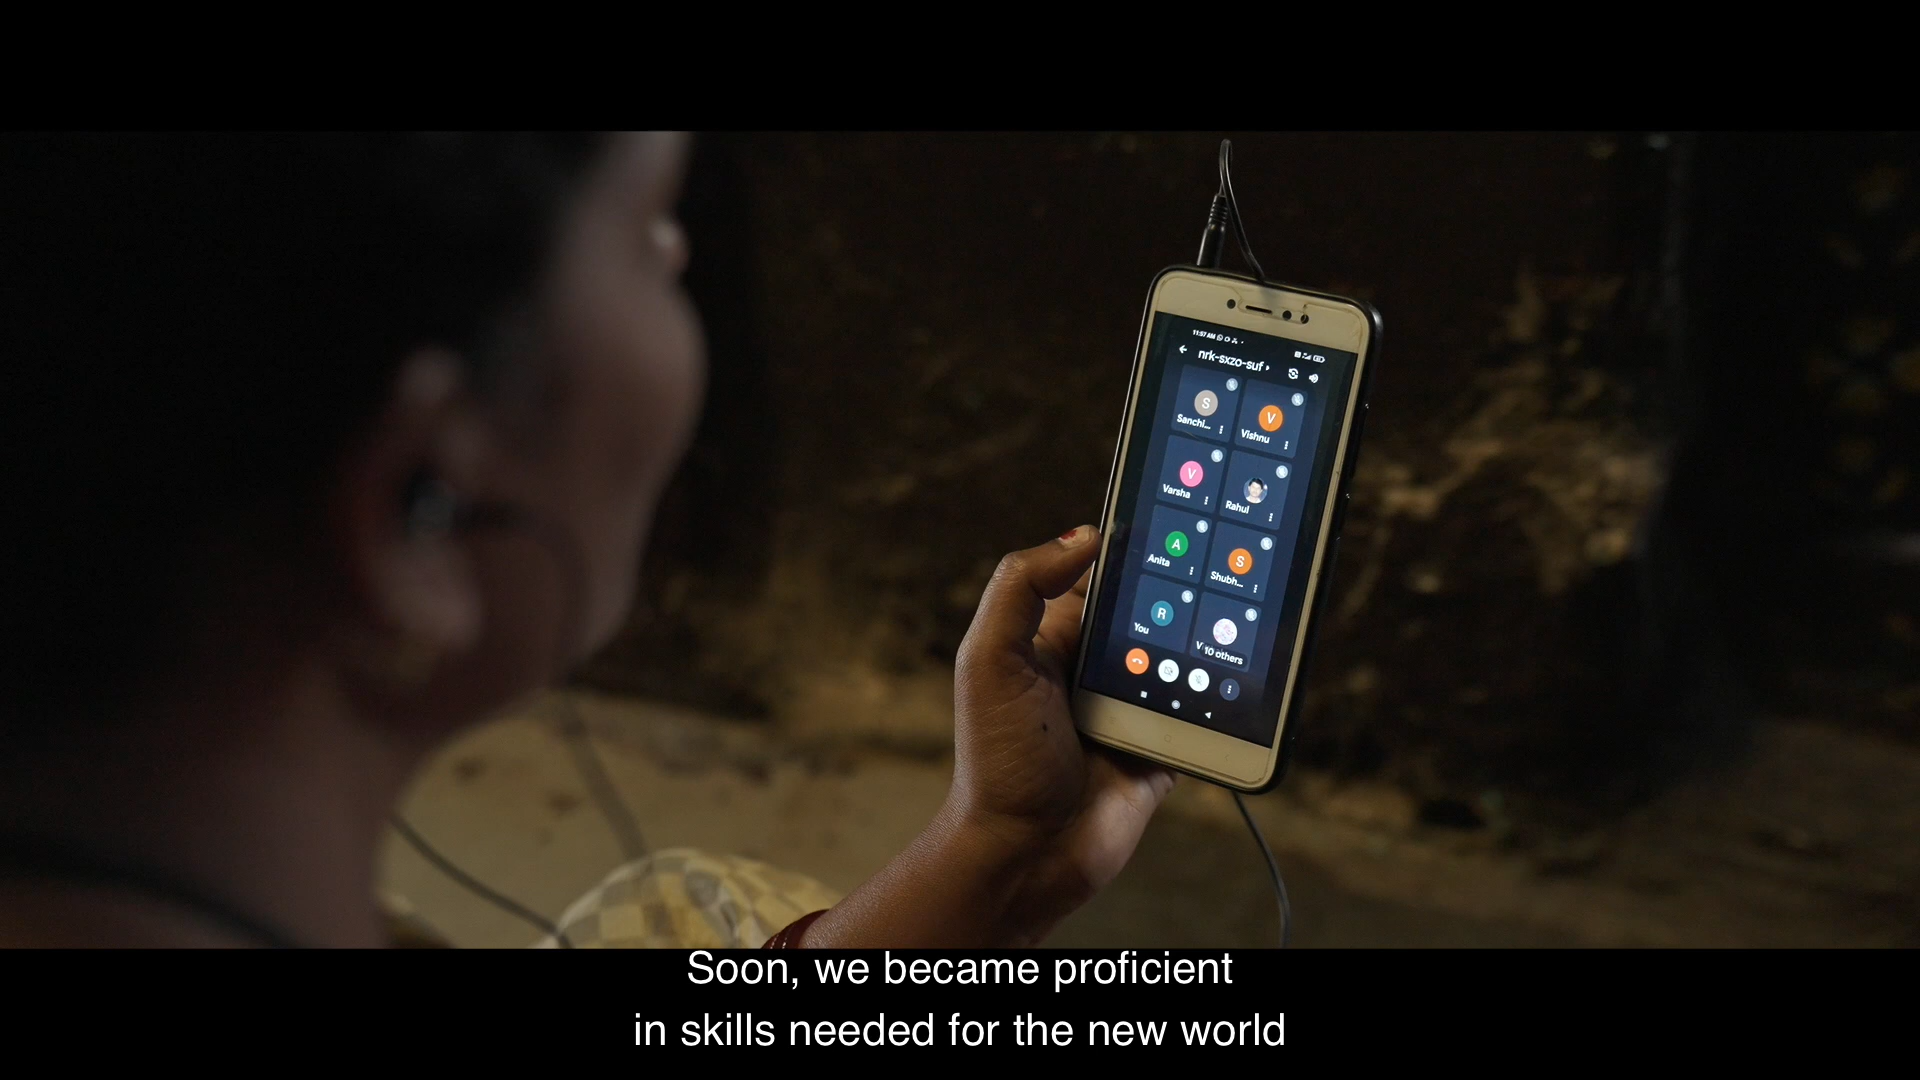 11:57 AM
nrk-sxzo-suf
S
V
Sanchi...
Vishnu
V
Varsha
Rahul
A
S
Anita
Shubh...
R
You
V 10 others
Soon, we became proficient
in skills needed for the new world